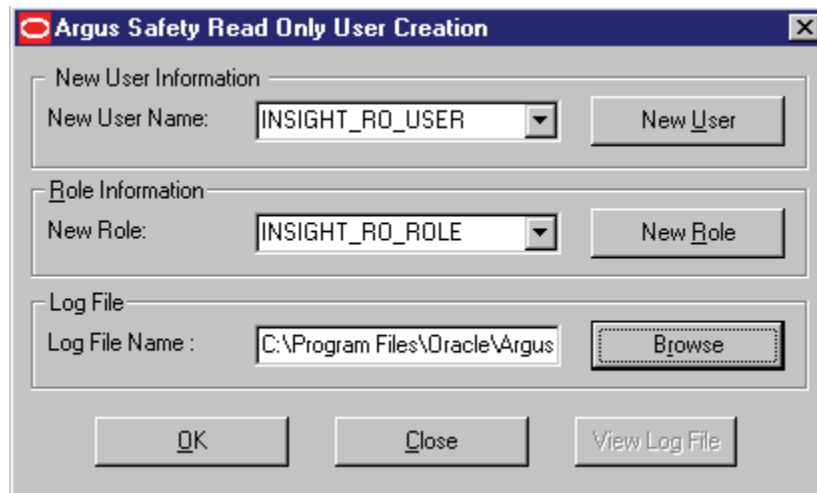 Argus Safety Read Only User Creation
New User Information
New User Name: INSIGHT_RO_USER New User
Role Information
New Role: INSIGHT_RO_ROLE New Role
Log File
Log File Name : C:\Program Files\Oracle\Argus Browse
OK Close View Log File